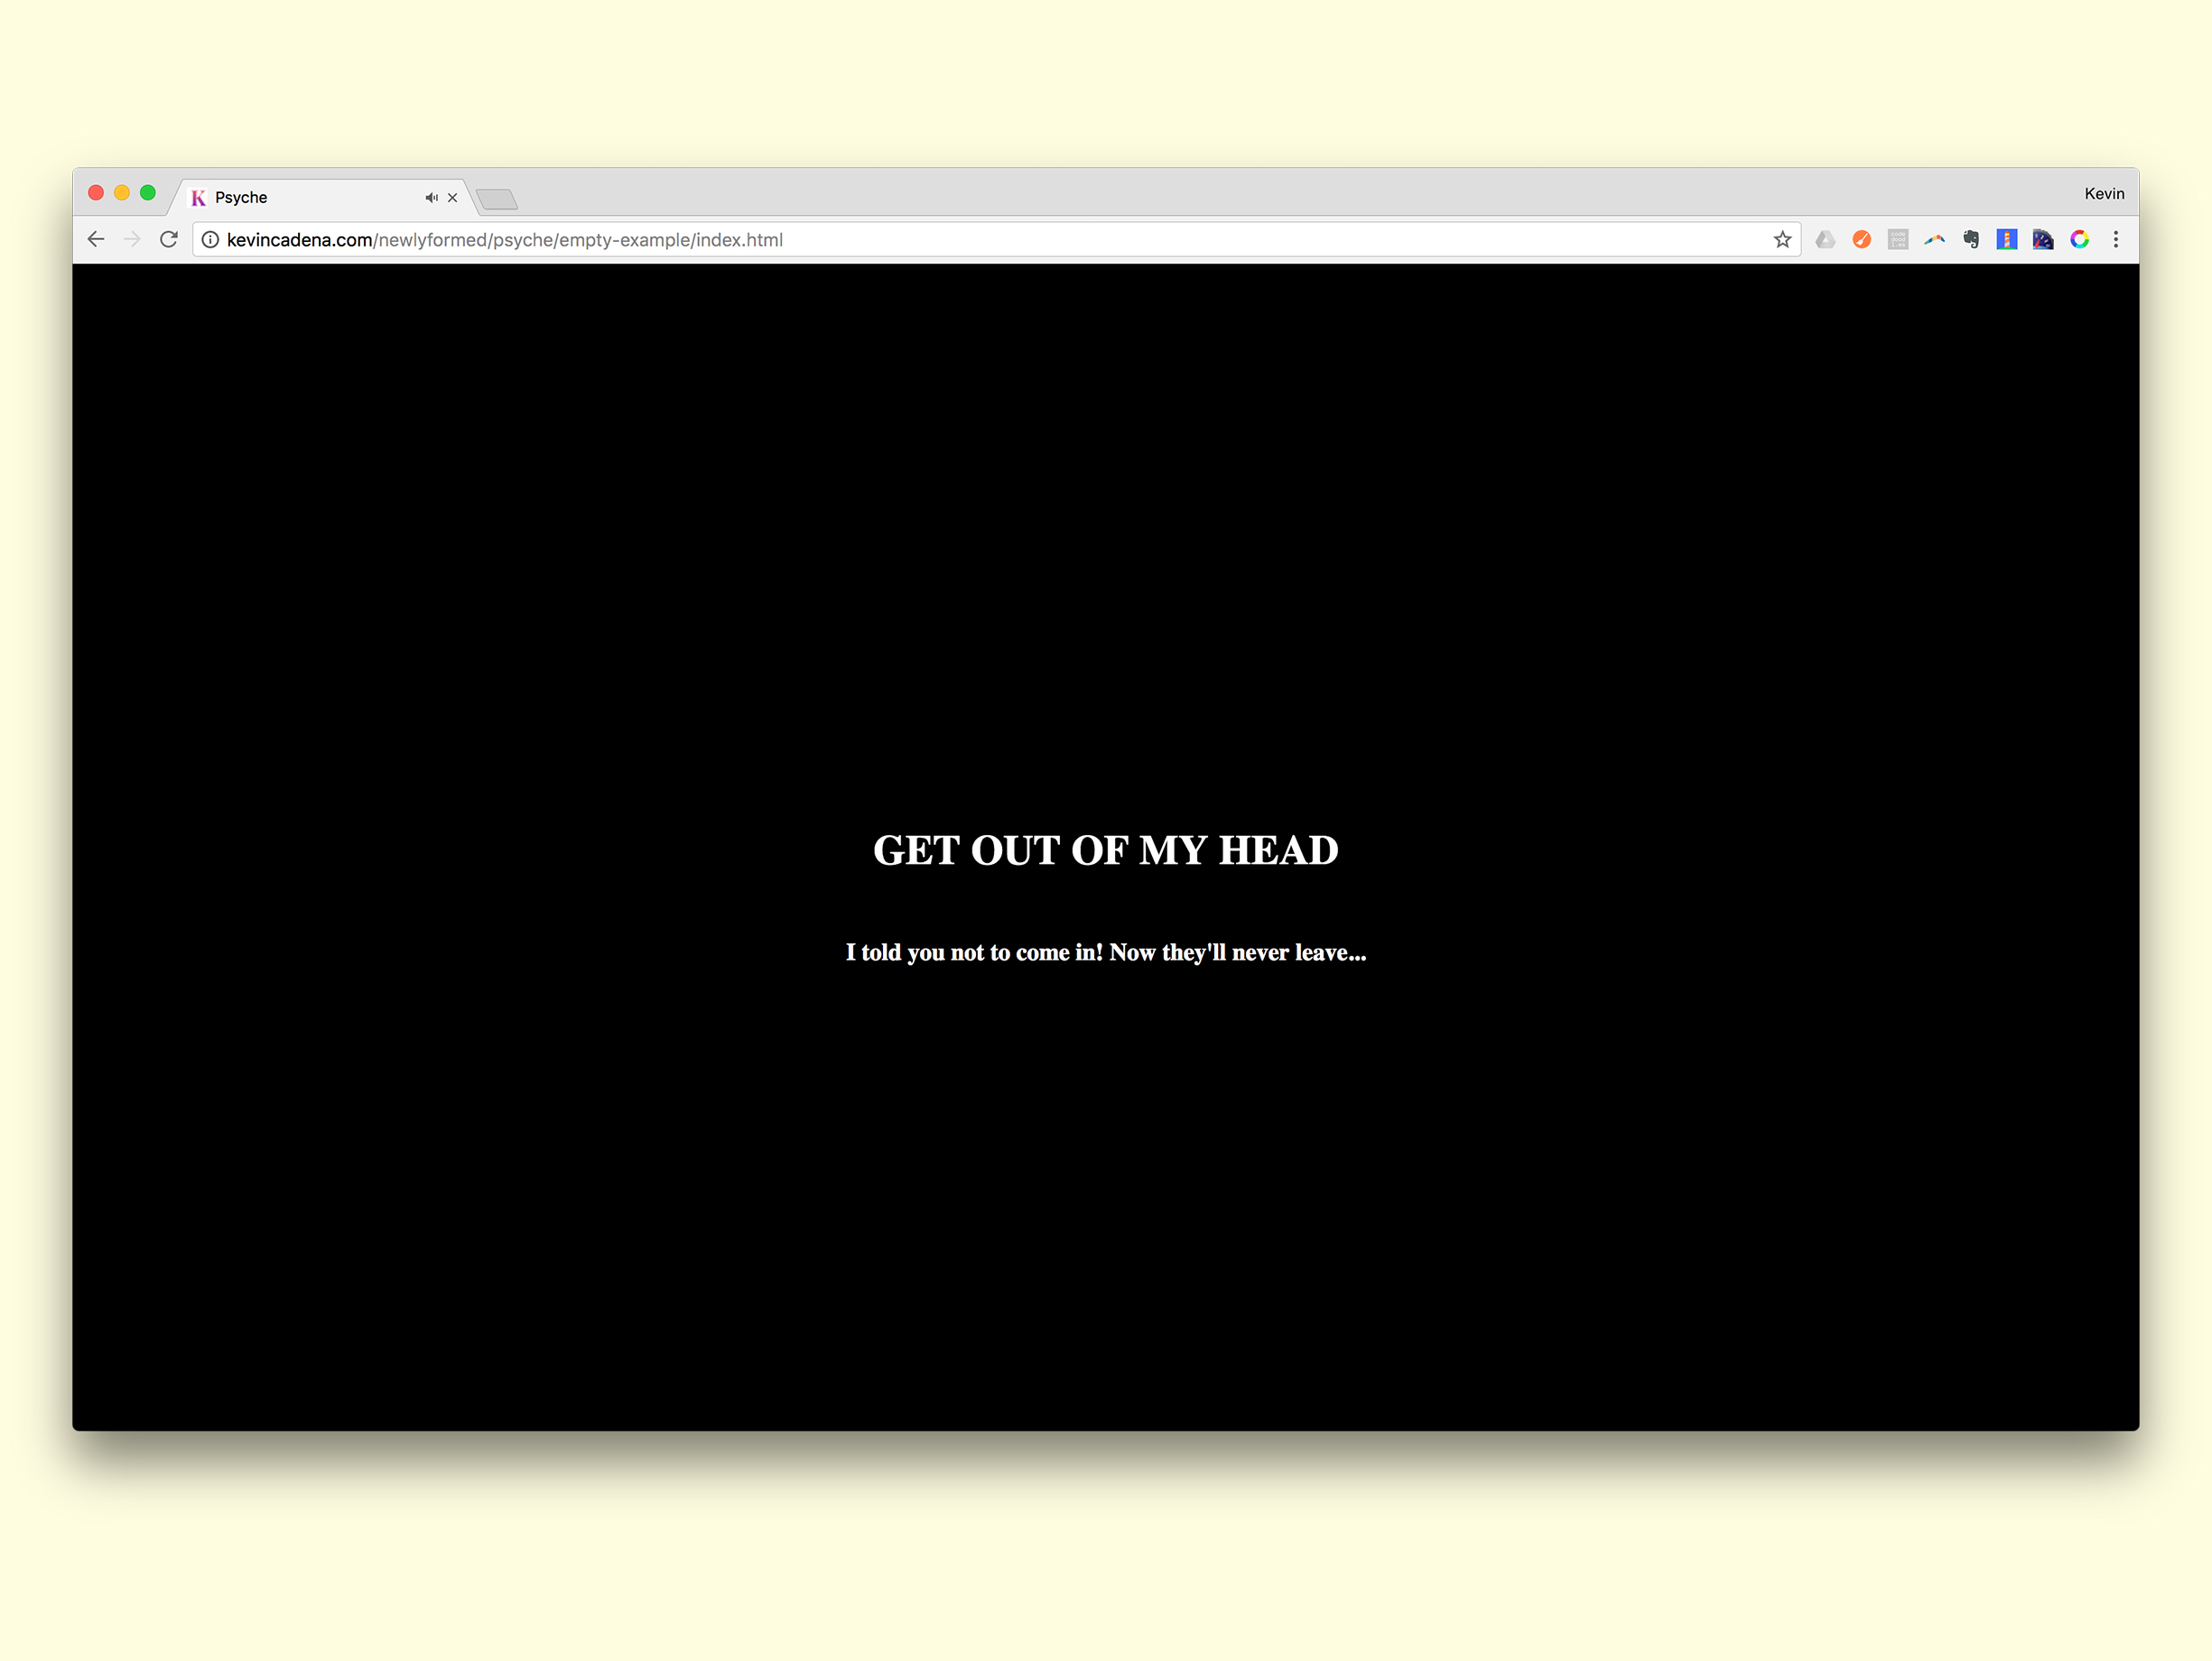 K Psyche
Kevin
kevincadena.com/newlyformed/psyche/empty-example/index.html
GET OUT OF MY HEAD
I told you not to come in! Now they'll never leave...